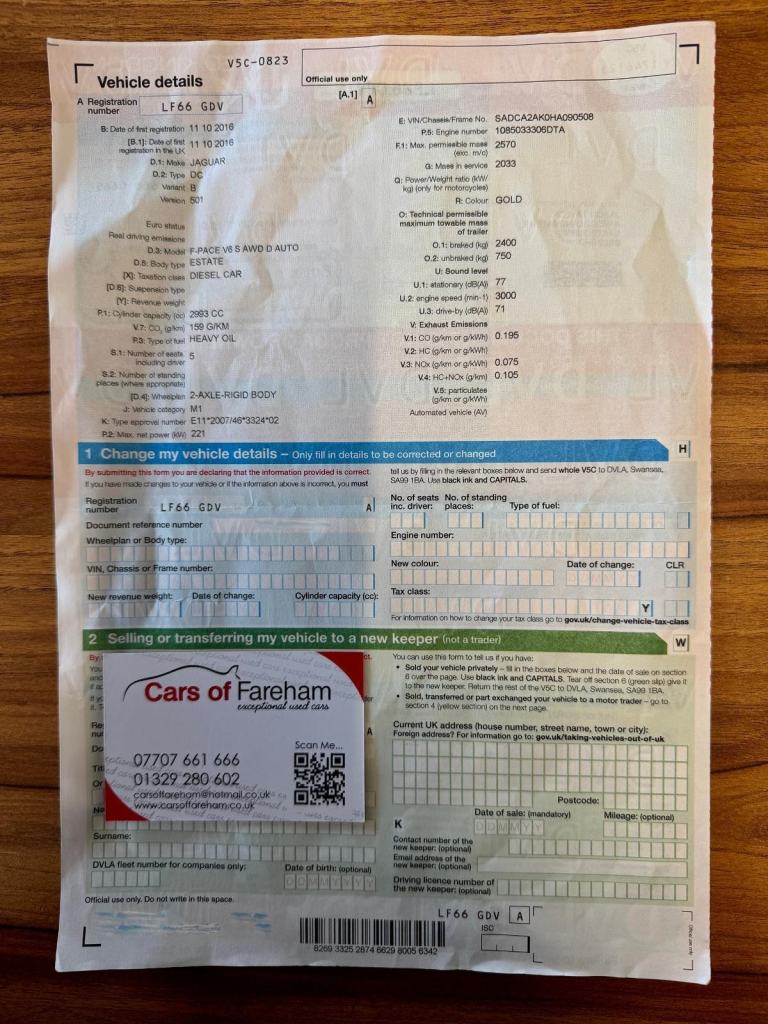 V5C-0823
Vehicle details
Official use only
A Registration number LF66 GDV
[A.1] A
B: Date of first registration 11 10 2016
[B.1]: Date of first registration in the UK 11 10 2016
D.1: Make JAGUAR
D.2: Type DC
Variant B
Version 501
Euro status
Real driving emissions
D.3: Model F-PACE V6 S AWD D AUTO
D.5: Body type ESTATE
[X]: Taxation class DIESEL CAR
[D.6]: Suspension type
[Y]: Revenue weight
P.1: Cylinder capacity (cc) 2993 CC
V.7: CO2 (g/km) 159 G/KM
P.3: Type of fuel HEAVY OIL
S.1: Number of seats, including driver 5
S.2: Number of standing places (where appropriate)
[D.4]: Wheelplan 2-AXLE-RIGID BODY
J: Vehicle category M1
K: Type approval number E11*2007/46*3324*02
P.2: Max. net power (kW) 221
E: VIN/Chassis/Frame No. SADCA2AK0HA090508
P.5: Engine number 1085033306DTA
F.1: Max. permissible mass (exc. m/c) 2570
G: Mass in service 2033
Q: Power/Weight ratio (kW/kg) (only for motorcycles)
R: Colour GOLD
O: Technical permissible maximum towable mass of trailer
O.1: braked (kg) 2400
O.2: unbraked (kg) 750
U: Sound level
U.1: stationary (dB(A)) 77
U.2: engine speed (min-1) 3000
U.3: drive-by (dB(A)) 71
V: Exhaust Emissions
V.1: CO (g/km or g/kWh) 0.195
V.2: HC (g/km or g/kWh)
V.3: NOx (g/km or g/kWh) 0.075
V.4: HC+NOx (g/km) 0.105
V.5: particulates (g/km or g/kWh)
Automated vehicle (AV)
1 Change my vehicle details – Only fill in details to be corrected or changed
H
By submitting this form you are declaring that the information provided is correct.
If you have made changes to your vehicle or if the information above is incorrect, you must
tell us by filling in the relevant boxes below and send whole V5C to DVLA, Swansea,
SA99 1BA. Use black ink and CAPITALS.
Registration number LF66 GDV A
Document reference number
Wheelplan or Body type:
VIN, Chassis or Frame number:
New revenue weight: Date of change: Cylinder capacity (cc):
No. of seats inc. driver: No. of standing places: Type of fuel:
Engine number:
New colour: Date of change: CLR
Tax class:
Y
For information on how to change your tax class go to gov.uk/change-vehicle-tax-class
2 Selling or transferring my vehicle to a new keeper (not a trader)
W
By
ct.
You can use this form to tell us if you have:
• Sold your vehicle privately – fill in the boxes below and the date of sale on section
6 over the page. Use black ink and CAPITALS. Tear off section 6 (green slip) give it
to the new keeper. Return the rest of the V5C to DVLA, Swansea, SA99 1BA.
• Sold, transferred or part exchanged your vehicle to a motor trader – go to
section 4 (yellow section) on the next page.
Cars of Fareham
exceptional used cars
Scan Me...
07707 661 666
01329 280 602
carsoffareham@hotmail.co.uk
www.carsoffareham.co.uk
A
Current UK address (house number, street name, town or city):
Foreign address? For information go to: gov.uk/taking-vehicles-out-of-uk
Postcode:
Date of sale: (mandatory) Mileage: (optional)
D D M M Y Y
K
Contact number of the new keeper: (optional)
Email address of the new keeper: (optional)
Driving licence number of the new keeper: (optional)
Surname:
DVLA fleet number for companies only: Date of birth: (optional)
D D M M Y Y Y Y
Official use only. Do not write in this space.
8269 3325 2874 6629 8005 6342
LF66 GDV A
ISC
Office use only